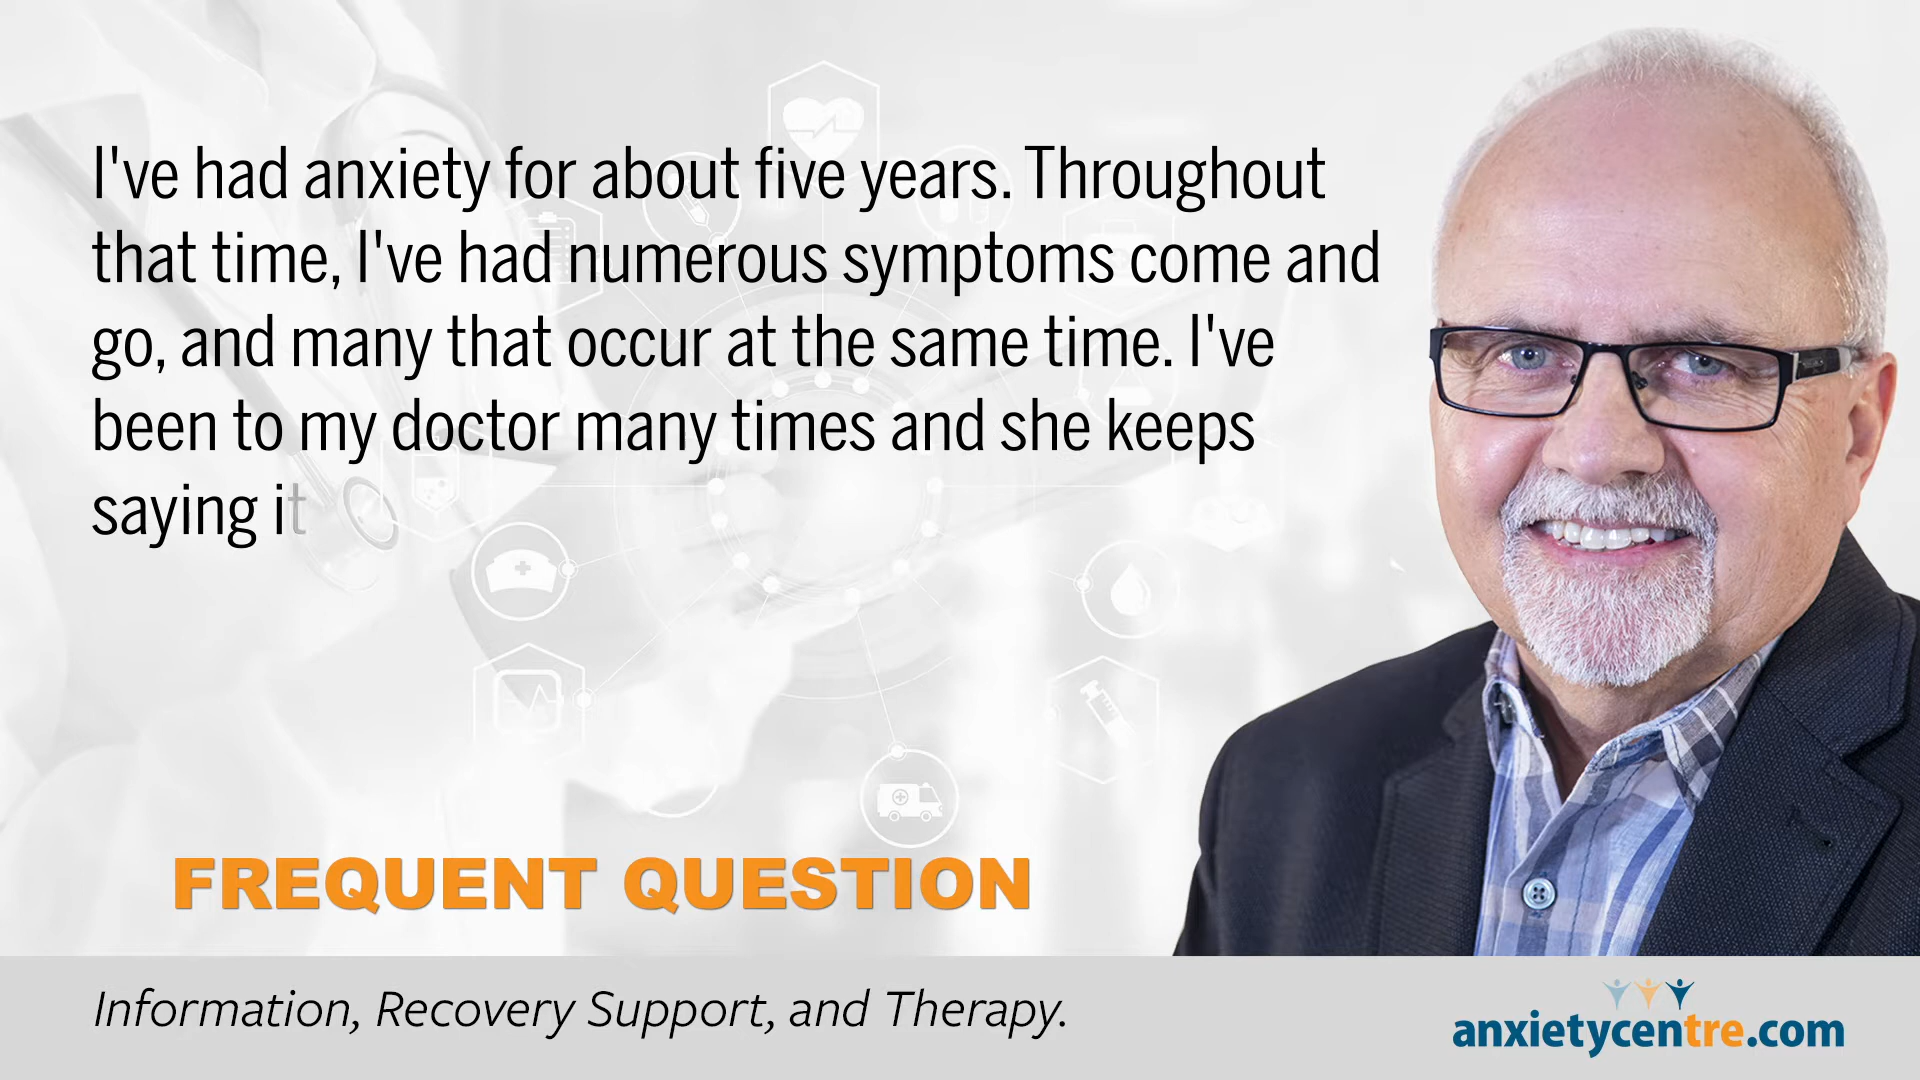 I've had anxiety for about five years. Throughout
that time, I've had numerous symptoms come and
go, and many that occur at the same time. I've
been to my doctor many times and she keeps
saying it
FREQUENT QUESTION
Information, Recovery Support, and Therapy.
anxietycentre.com